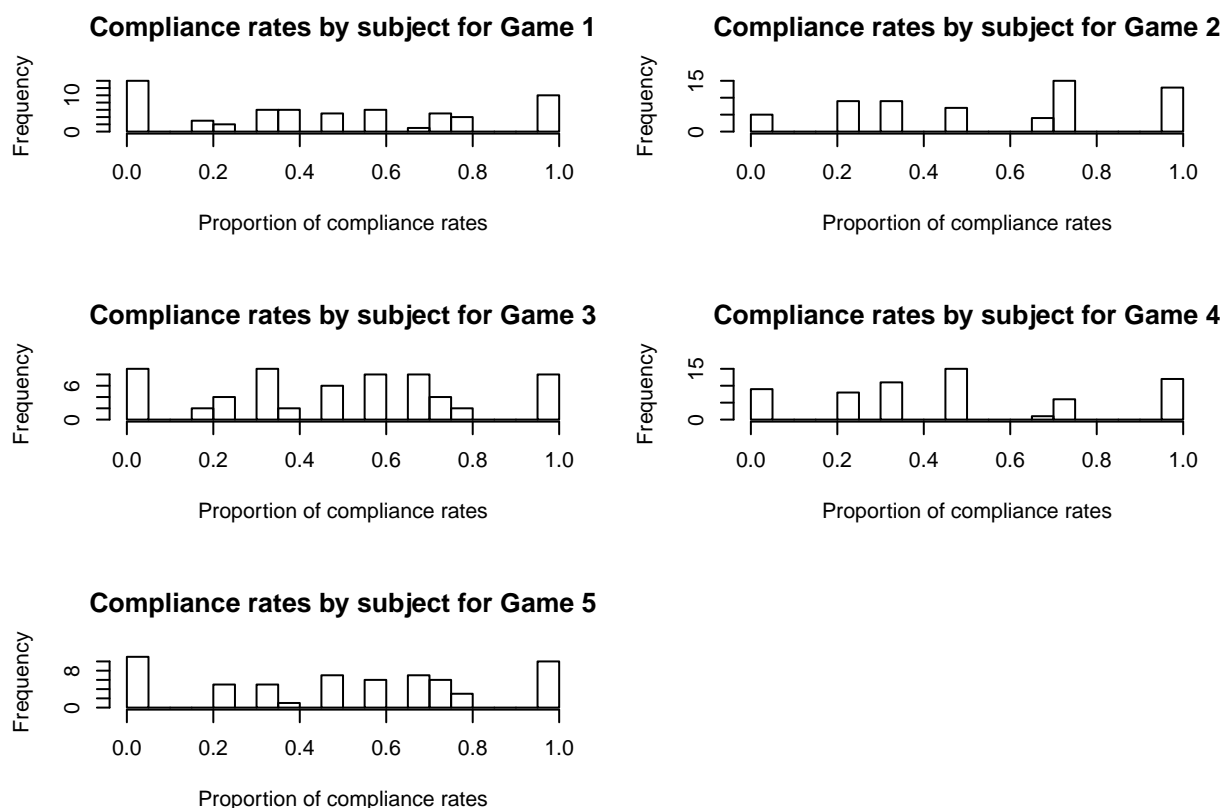 Compliance rates by subject for Game 1
Frequency
0 10
0.0 0.2 0.4 0.6 0.8 1.0
Proportion of compliance rates
Compliance rates by subject for Game 2
Frequency
0 15
0.0 0.2 0.4 0.6 0.8 1.0
Proportion of compliance rates
Compliance rates by subject for Game 3
Frequency
0 6
0.0 0.2 0.4 0.6 0.8 1.0
Proportion of compliance rates
Compliance rates by subject for Game 4
Frequency
0 15
0.0 0.2 0.4 0.6 0.8 1.0
Proportion of compliance rates
Compliance rates by subject for Game 5
Frequency
0 8
0.0 0.2 0.4 0.6 0.8 1.0
Proportion of compliance rates